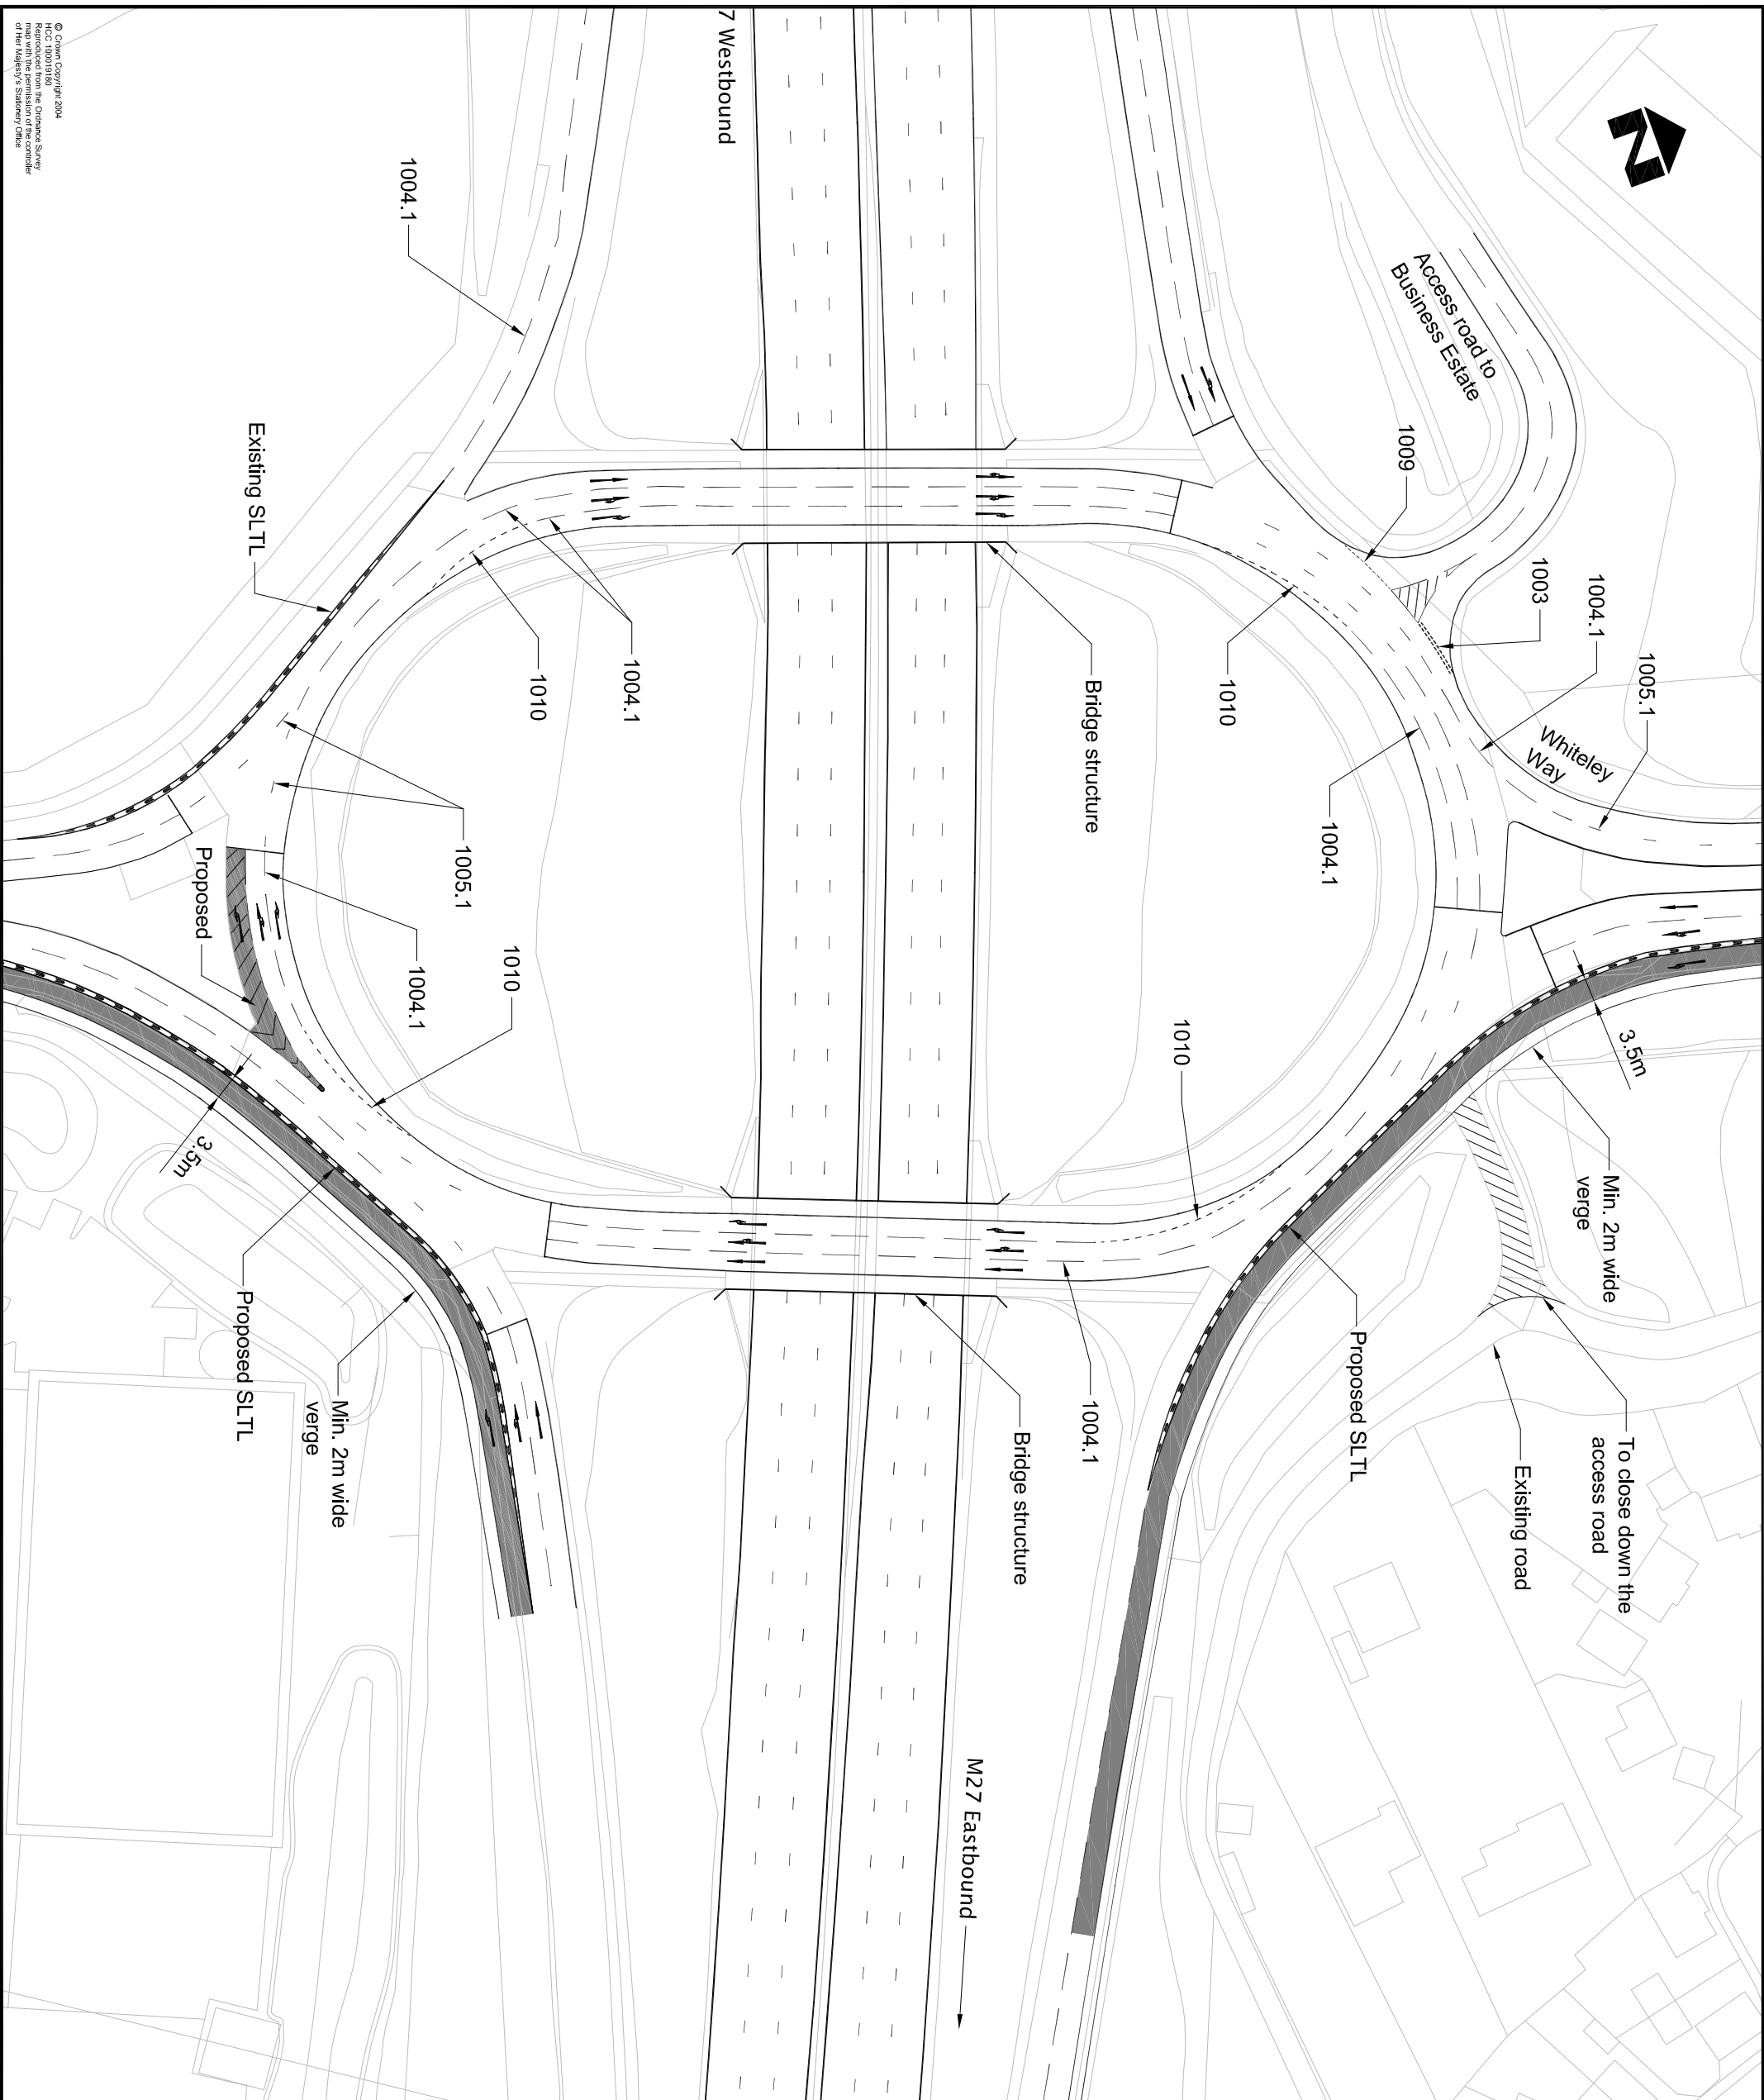 N
1005.1
3.5m
To close down the
access road
Min. 2m wide
verge
1004.1
Whiteley
Way
1003
Existing road
Access road to
Business Estate
1009
Proposed SLTL
1004.1
1010
1010
Bridge structure
1004.1
Bridge structure
M27 Eastbound
7 Westbound
1004.1
1010
1010
1005.1
1004.1
1004.1
Min. 2m wide
verge
Existing SLTL
Proposed SLTL
Proposed
3.5m
© Crown Copyright 2004
HCC 100019180
Reproduced from the Ordnance Survey
map with the permission of the controller
of Her Majesty's Stationery Office